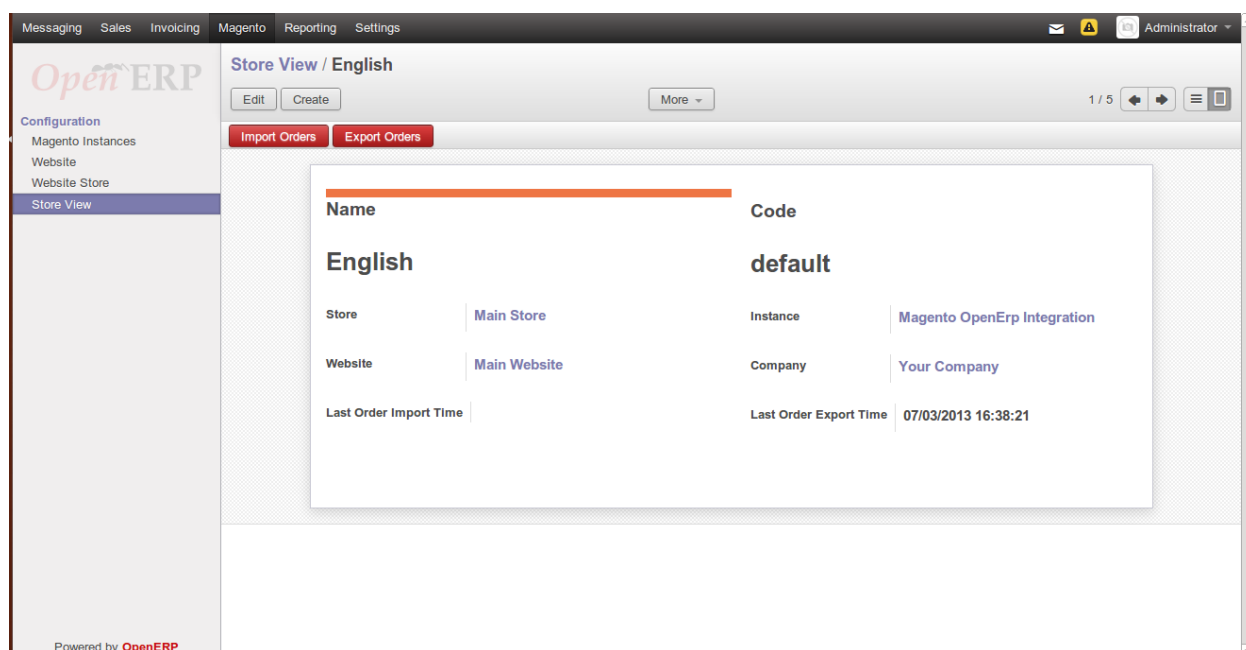 Messaging Sales Invoicing Magento Reporting Settings Administrator
Open ERP
Store View / English
Edit Create More 1 / 5
Configuration
Magento Instances
Website
Website Store
Store View
Import Orders Export Orders
Name Code
English default
Store Main Store Instance Magento OpenErp Integration
Website Main Website Company Your Company
Last Order Import Time Last Order Export Time 07/03/2013 16:38:21
Powered by OpenERP